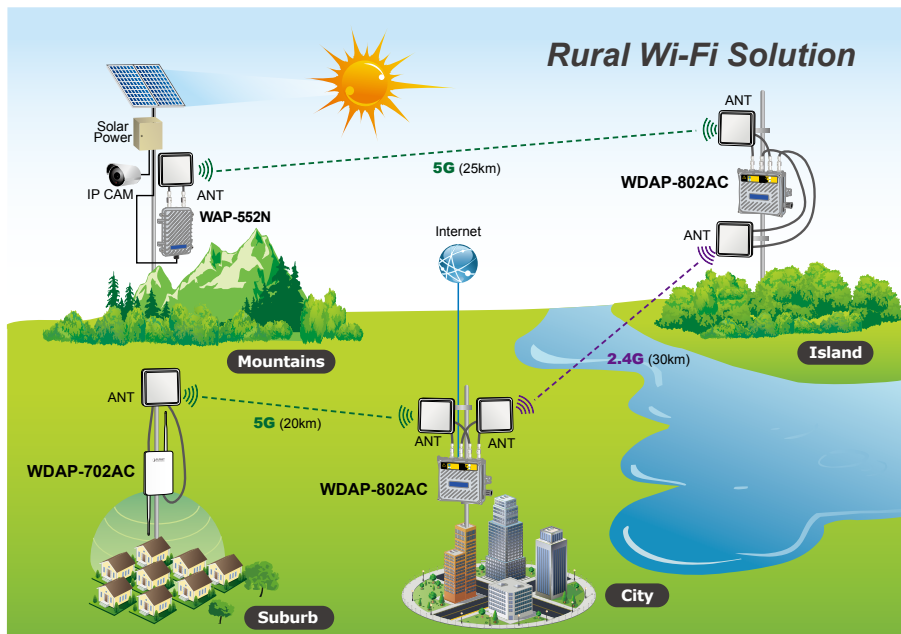 Rural Wi-Fi Solution
ANT
Solar
Power
5G (25km)
IP CAM
ANT
WDAP-802AC
WAP-552N
Internet
ANT
Mountains
2.4G (30km)
Island
ANT
5G (20km)
ANT
ANT
WDAP-702AC
WDAP-802AC
Suburb
City